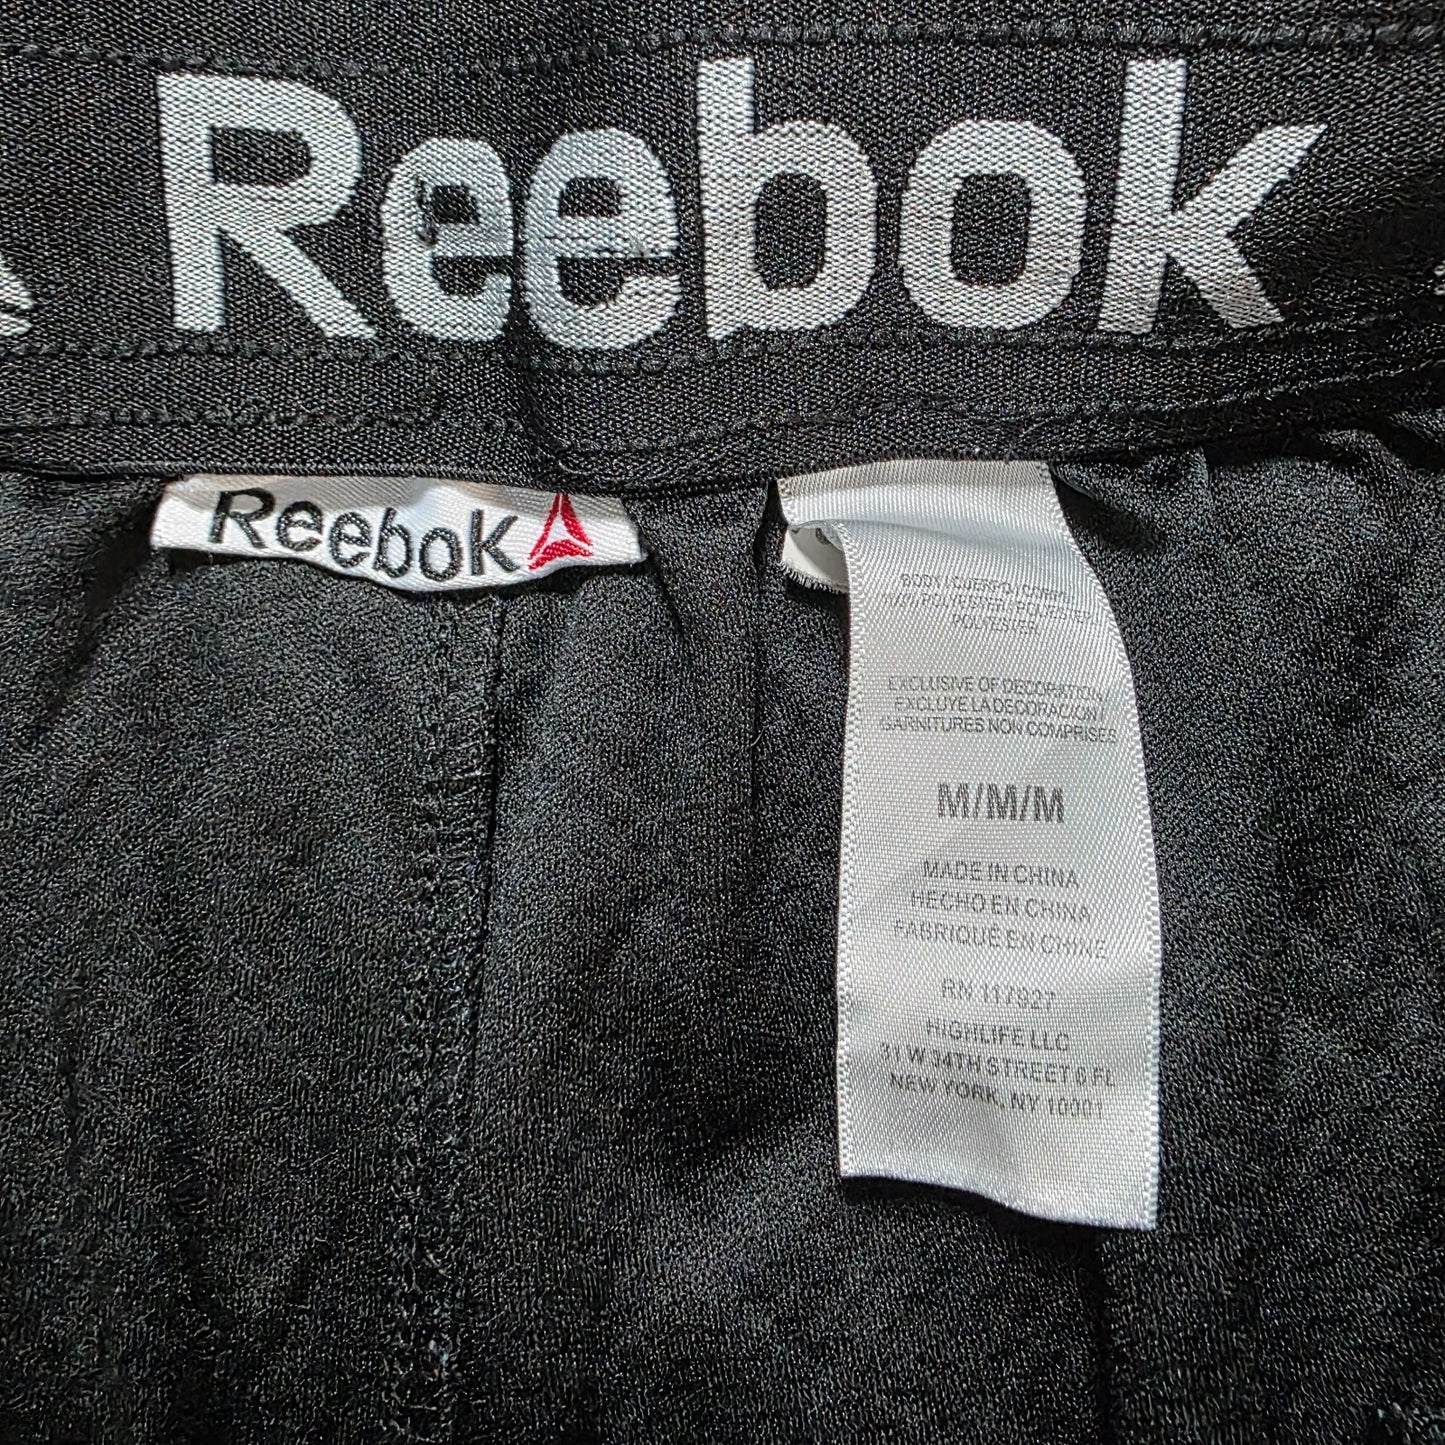 Reebok
Reebok
BODY / CUERPO / CORPS
100% POLYESTER / POLIESTER /
POLYESTER
EXCLUSIVE OF DECORATION /
EXCLUYE LA DECORACION /
GARNITURES NON COMPRISES
M/M/M
MADE IN CHINA
HECHO EN CHINA
FABRIQUÉ EN CHINE
RN 117927
HIGHLIFE LLC
31 W 34TH STREET 6 FL
NEW YORK, NY 10001